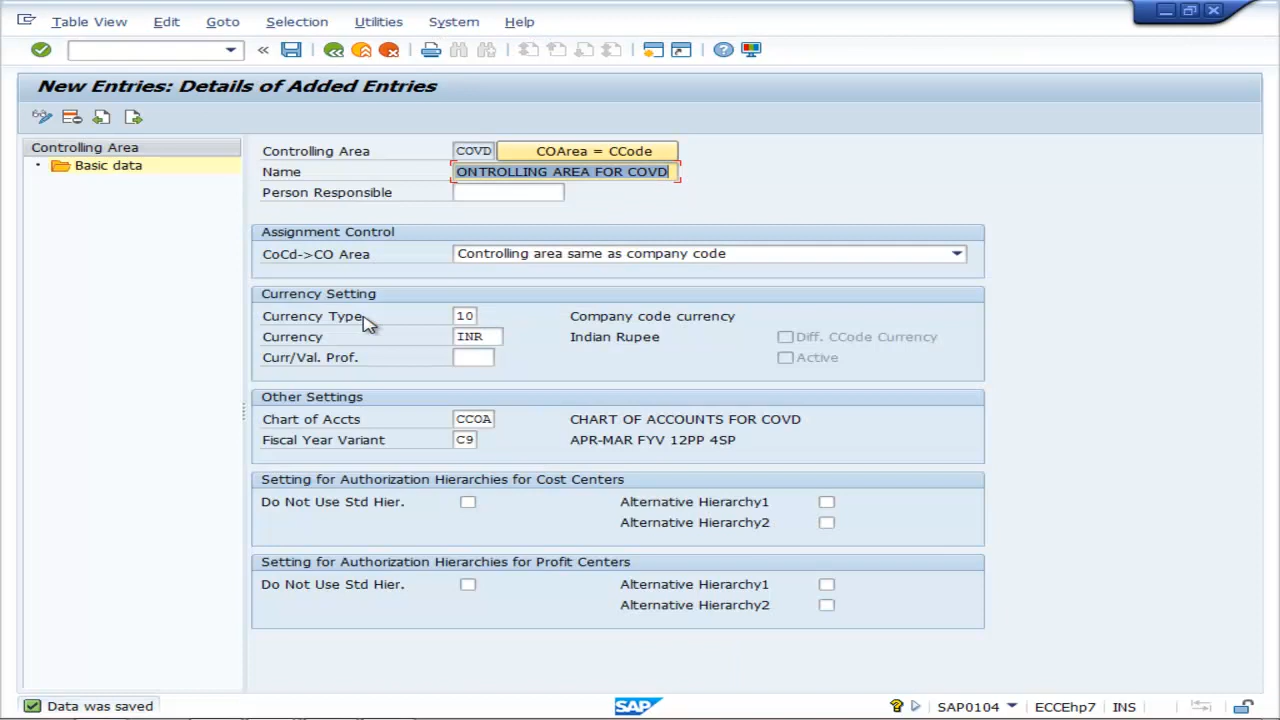 Table View Edit Goto Selection Utilities System Help
New Entries: Details of Added Entries
Controlling Area
Basic data
Controlling Area COVD COArea = CCode
Name ONTROLLING AREA FOR COVD
Person Responsible
Assignment Control
CoCd->CO Area Controlling area same as company code
Currency Setting
Currency Type 10 Company code currency
Currency INR Indian Rupee Diff. CCode Currency
Curr/Val. Prof. Active
Other Settings
Chart of Accts CCOA CHART OF ACCOUNTS FOR COVD
Fiscal Year Variant C9 APR-MAR FYV 12PP 4SP
Setting for Authorization Hierarchies for Cost Centers
Do Not Use Std Hier. Alternative Hierarchy1
Alternative Hierarchy2
Setting for Authorization Hierarchies for Profit Centers
Do Not Use Std Hier. Alternative Hierarchy1
Alternative Hierarchy2
Data was saved SAP SAP0104 ECCEhp7 INS